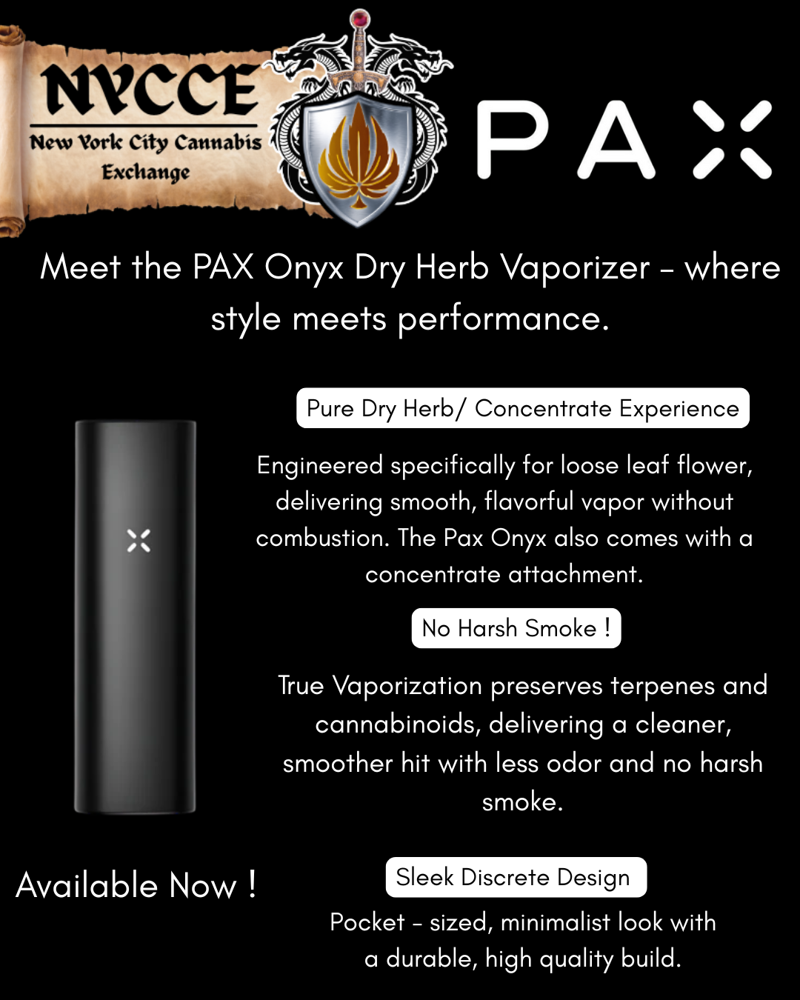 NYCCE
New York City Cannabis
Exchange
PAX
Meet the PAX Onyx Dry Herb Vaporizer - where
style meets performance.
Pure Dry Herb/ Concentrate Experience
Engineered specifically for loose leaf flower,
delivering smooth, flavorful vapor without
combustion. The Pax Onyx also comes with a
concentrate attachment.
No Harsh Smoke !
True Vaporization preserves terpenes and
cannabinoids, delivering a cleaner,
smoother hit with less odor and no harsh
smoke.
Available Now !
Sleek Discrete Design
Pocket - sized, minimalist look with
a durable, high quality build.